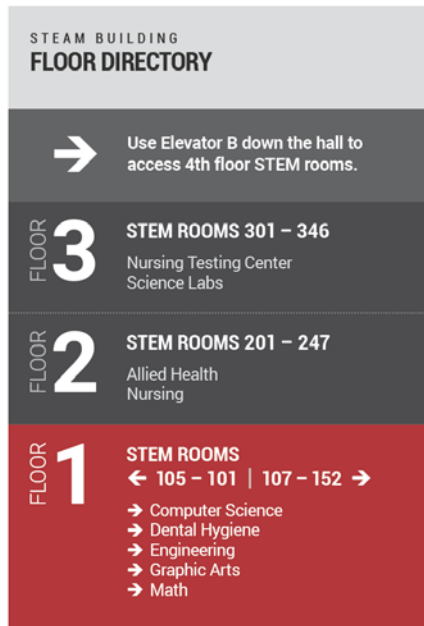 STEAM BUILDING
FLOOR DIRECTORY
→ Use Elevator B down the hall to
access 4th floor STEM rooms.
FLOOR 3
STEM ROOMS 301 – 346
Nursing Testing Center
Science Labs
FLOOR 2
STEM ROOMS 201 – 247
Allied Health
Nursing
FLOOR 1
STEM ROOMS
← 105 – 101 | 107 – 152 →
→ Computer Science
→ Dental Hygiene
→ Engineering
→ Graphic Arts
→ Math